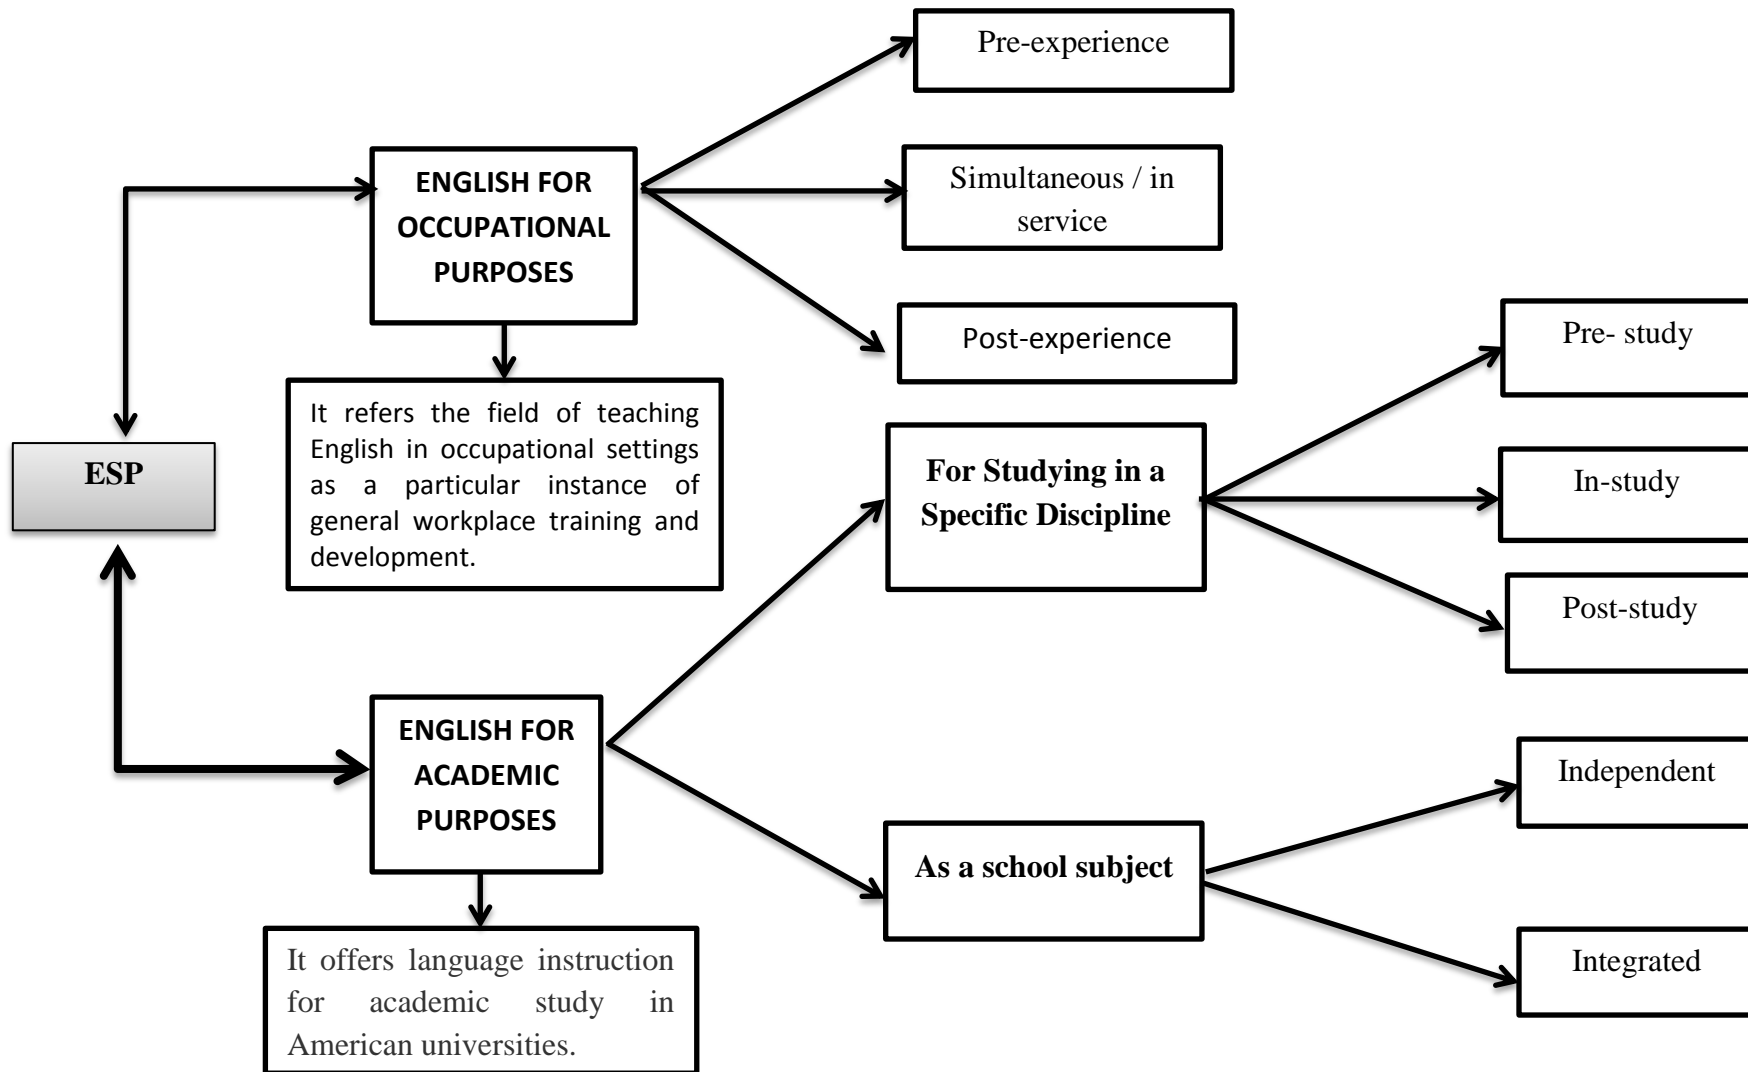 Pre-experience
ENGLISH FOR
OCCUPATIONAL
PURPOSES
Simultaneous / in
service
Post-experience
Pre- study
It refers the field of teaching
English in occupational settings
as a particular instance of
general workplace training and
development.
ESP
For Studying in a
Specific Discipline
In-study
Post-study
ENGLISH FOR
ACADEMIC
PURPOSES
Independent
As a school subject
Integrated
It offers language instruction
for academic study in
American universities.